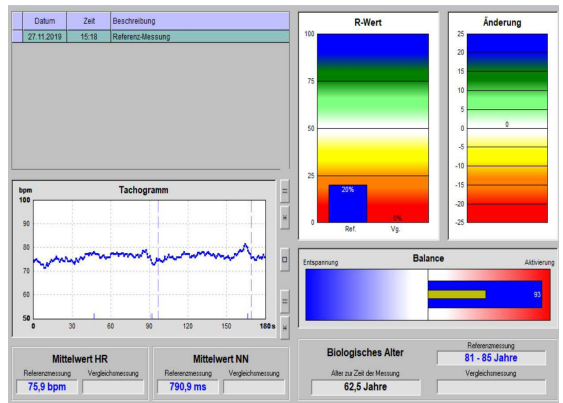 Datum Zeit Beschreibung
27.11.2019 15:18 Referenz-Messung
R-Wert
100
75
50
25
0
20%
0%
Ref. Vg.
Änderung
25
20
15
10
5
0
-5
-10
-15
-20
-25
0
bpm Tachogramm
100
90
80
70
60
50
0 30 60 90 120 150 180 s
Entspannung Balance Aktivierung
93
Mittelwert HR
Referenzmessung Vergleichsmessung
75,9 bpm
Mittelwert NN
Referenzmessung Vergleichsmessung
790,9 ms
Biologisches Alter
Alter zur Zeit der Messung
62,5 Jahre
Referenzmessung
81 - 85 Jahre
Vergleichsmessung